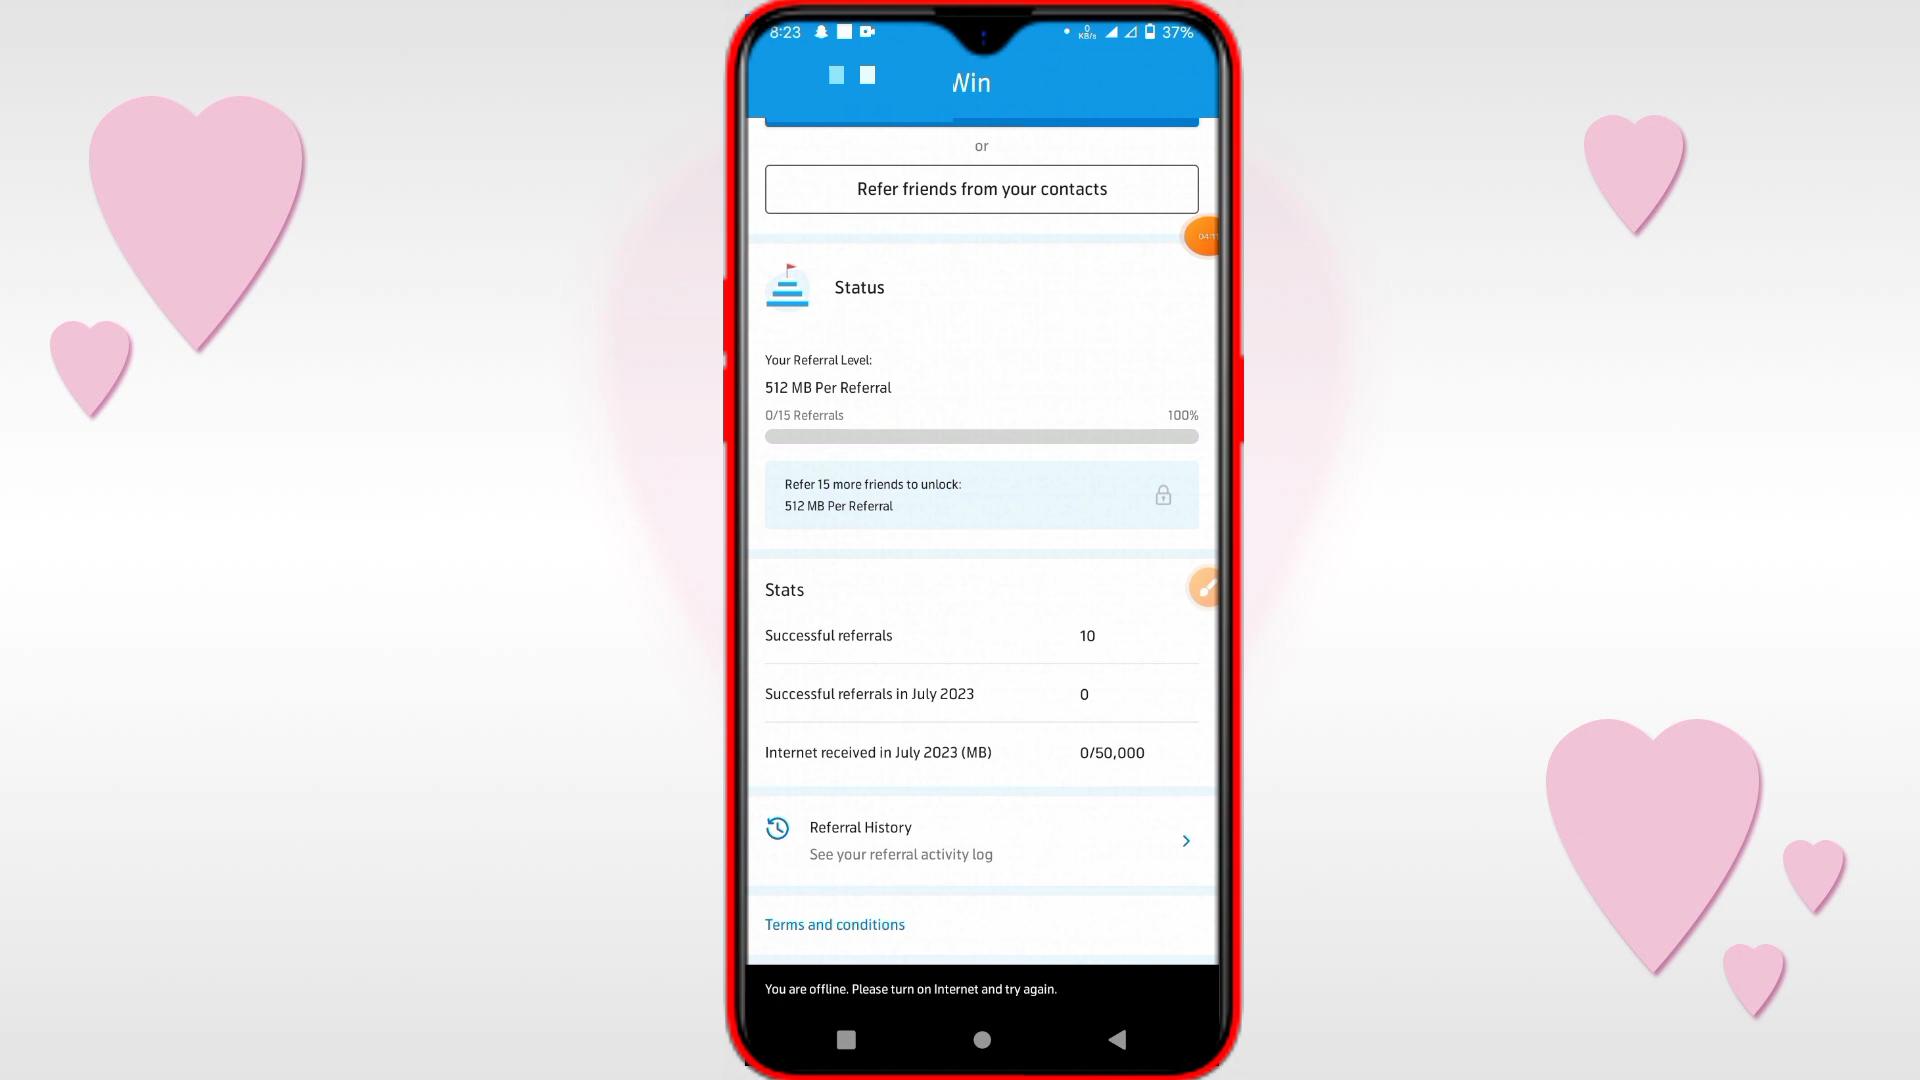 8:23
0
KB/s
37%
Win
or
Refer friends from your contacts
Status
Your Referral Level:
512 MB Per Referral
0/15 Referrals
100%
Refer 15 more friends to unlock:
512 MB Per Referral
Stats
Successful referrals
10
Successful referrals in July 2023
0
Internet received in July 2023 (MB)
0/50,000
Referral History
See your referral activity log
Terms and conditions
You are offline. Please turn on Internet and try again.